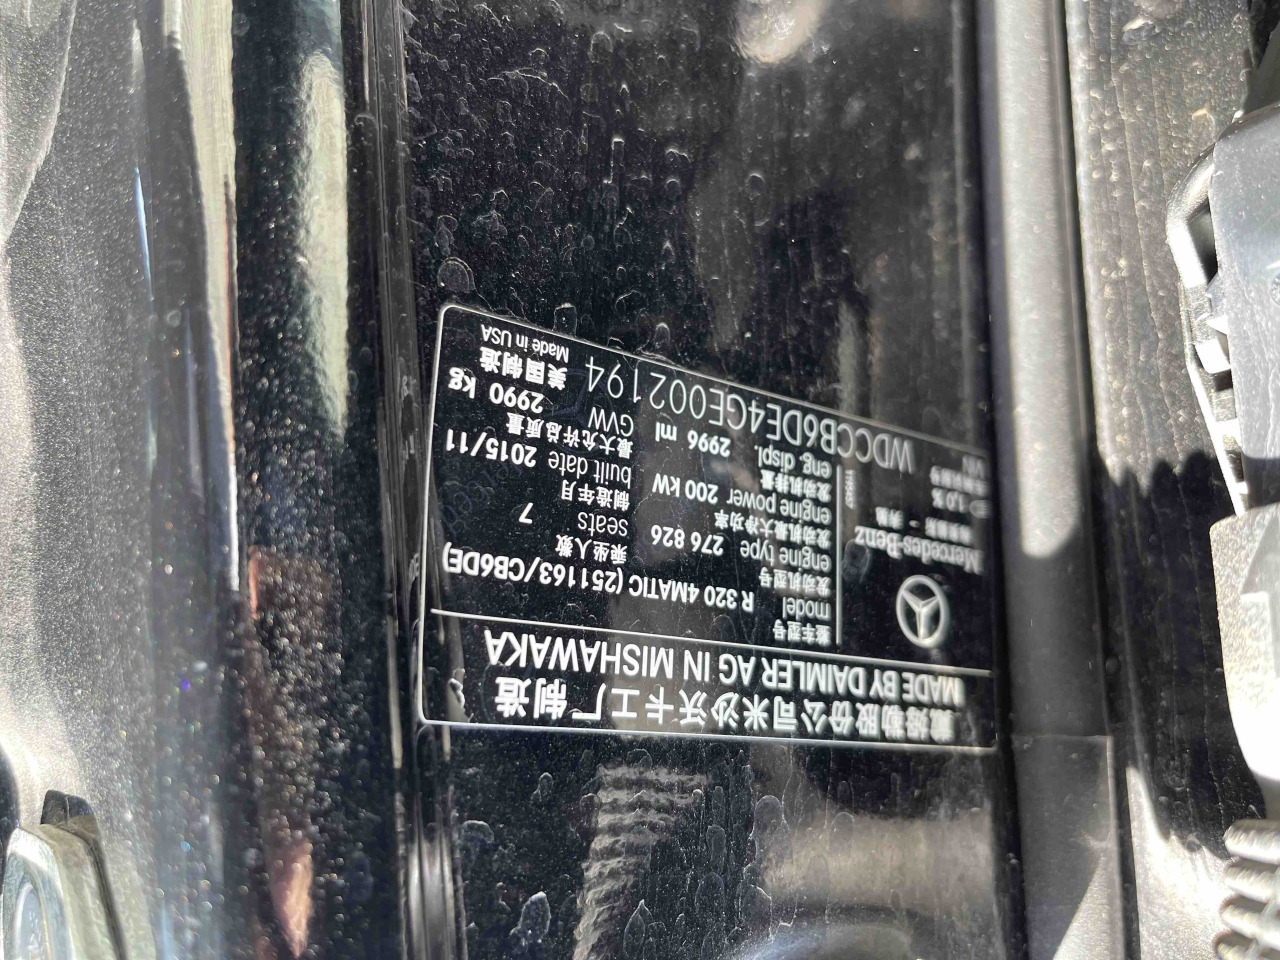 戴姆勒股份公司米沙沃卡工厂 制造
MADE BY DAIMLER AG IN MISHAWAKA
Mercedes-Benz
整车型号
model R 320 4MATIC (251163/CB6DE)
发动机型号 乘坐人数
engine type 276 826 seats 7
发动机最大净功率 制造年月
engine power 200 kW built date 2015/11
发动机排量 最大允许总质量
eng. displ. 2996 ml GVW 2990 kg
VIN
WDCCB6DE4GE002194
美国制造
Made in USA